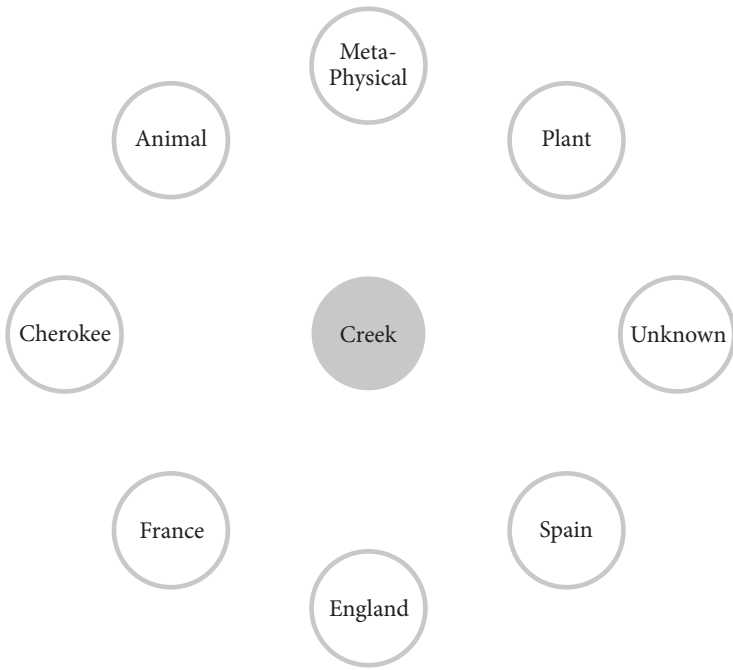 Meta-
Physical
Animal
Plant
Cherokee
Creek
Unknown
France
Spain
England